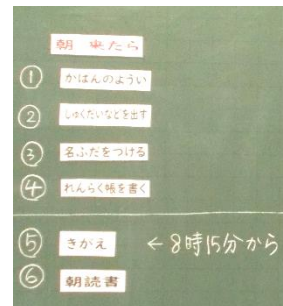 朝 来たら
① かばんのようい
② しゅくだいなどを出す
③ 名ふだをつける
④ れんらく帳を書く
⑤ きがえ ←8時15分から
⑥ 朝読書